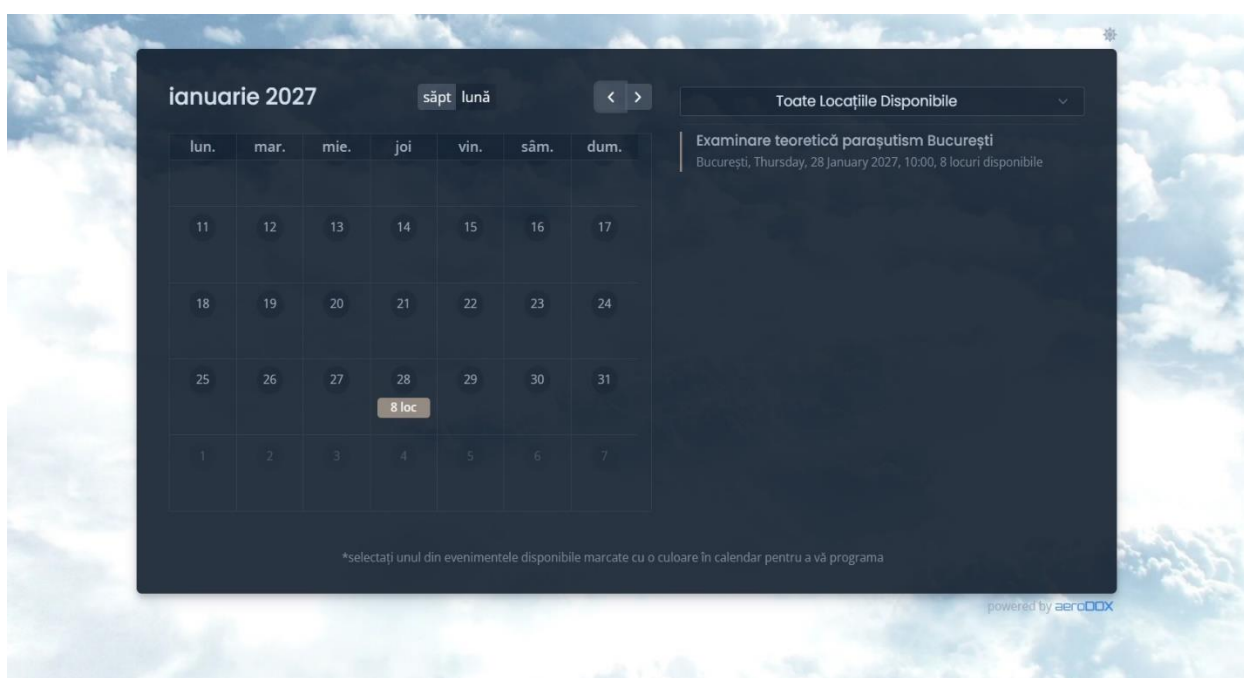 ianuarie 2027
săpt lună
Toate Locațiile Disponibile
lun. mar. mie. joi vin. sâm. dum.
11 12 13 14 15 16 17
18 19 20 21 22 23 24
25 26 27 28 29 30 31
8 loc
1 2 3 4 5 6 7
Examinare teoretică parașutism București
București, Thursday, 28 January 2027, 10:00, 8 locuri disponibile
*selectați unul din evenimentele disponibile marcate cu o culoare în calendar pentru a vă programa
powered by aeroDOX